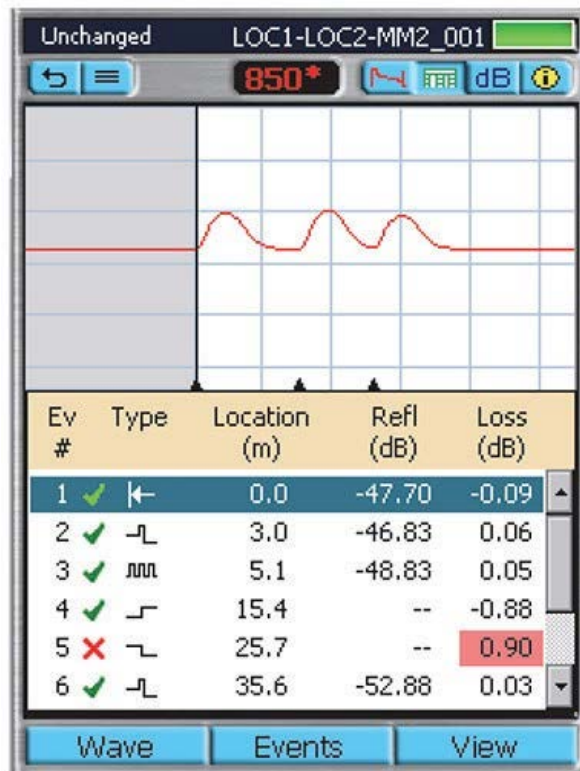 Unchanged LOC1-LOC2-MM2_001
850* dB i
Ev Type Location Refl Loss
# (m) (dB) (dB)
1 0.0 -47.70 -0.09
2 3.0 -46.83 0.06
3 5.1 -48.83 0.05
4 15.4 -- -0.88
5 25.7 -- 0.90
6 35.6 -52.88 0.03
Wave Events View